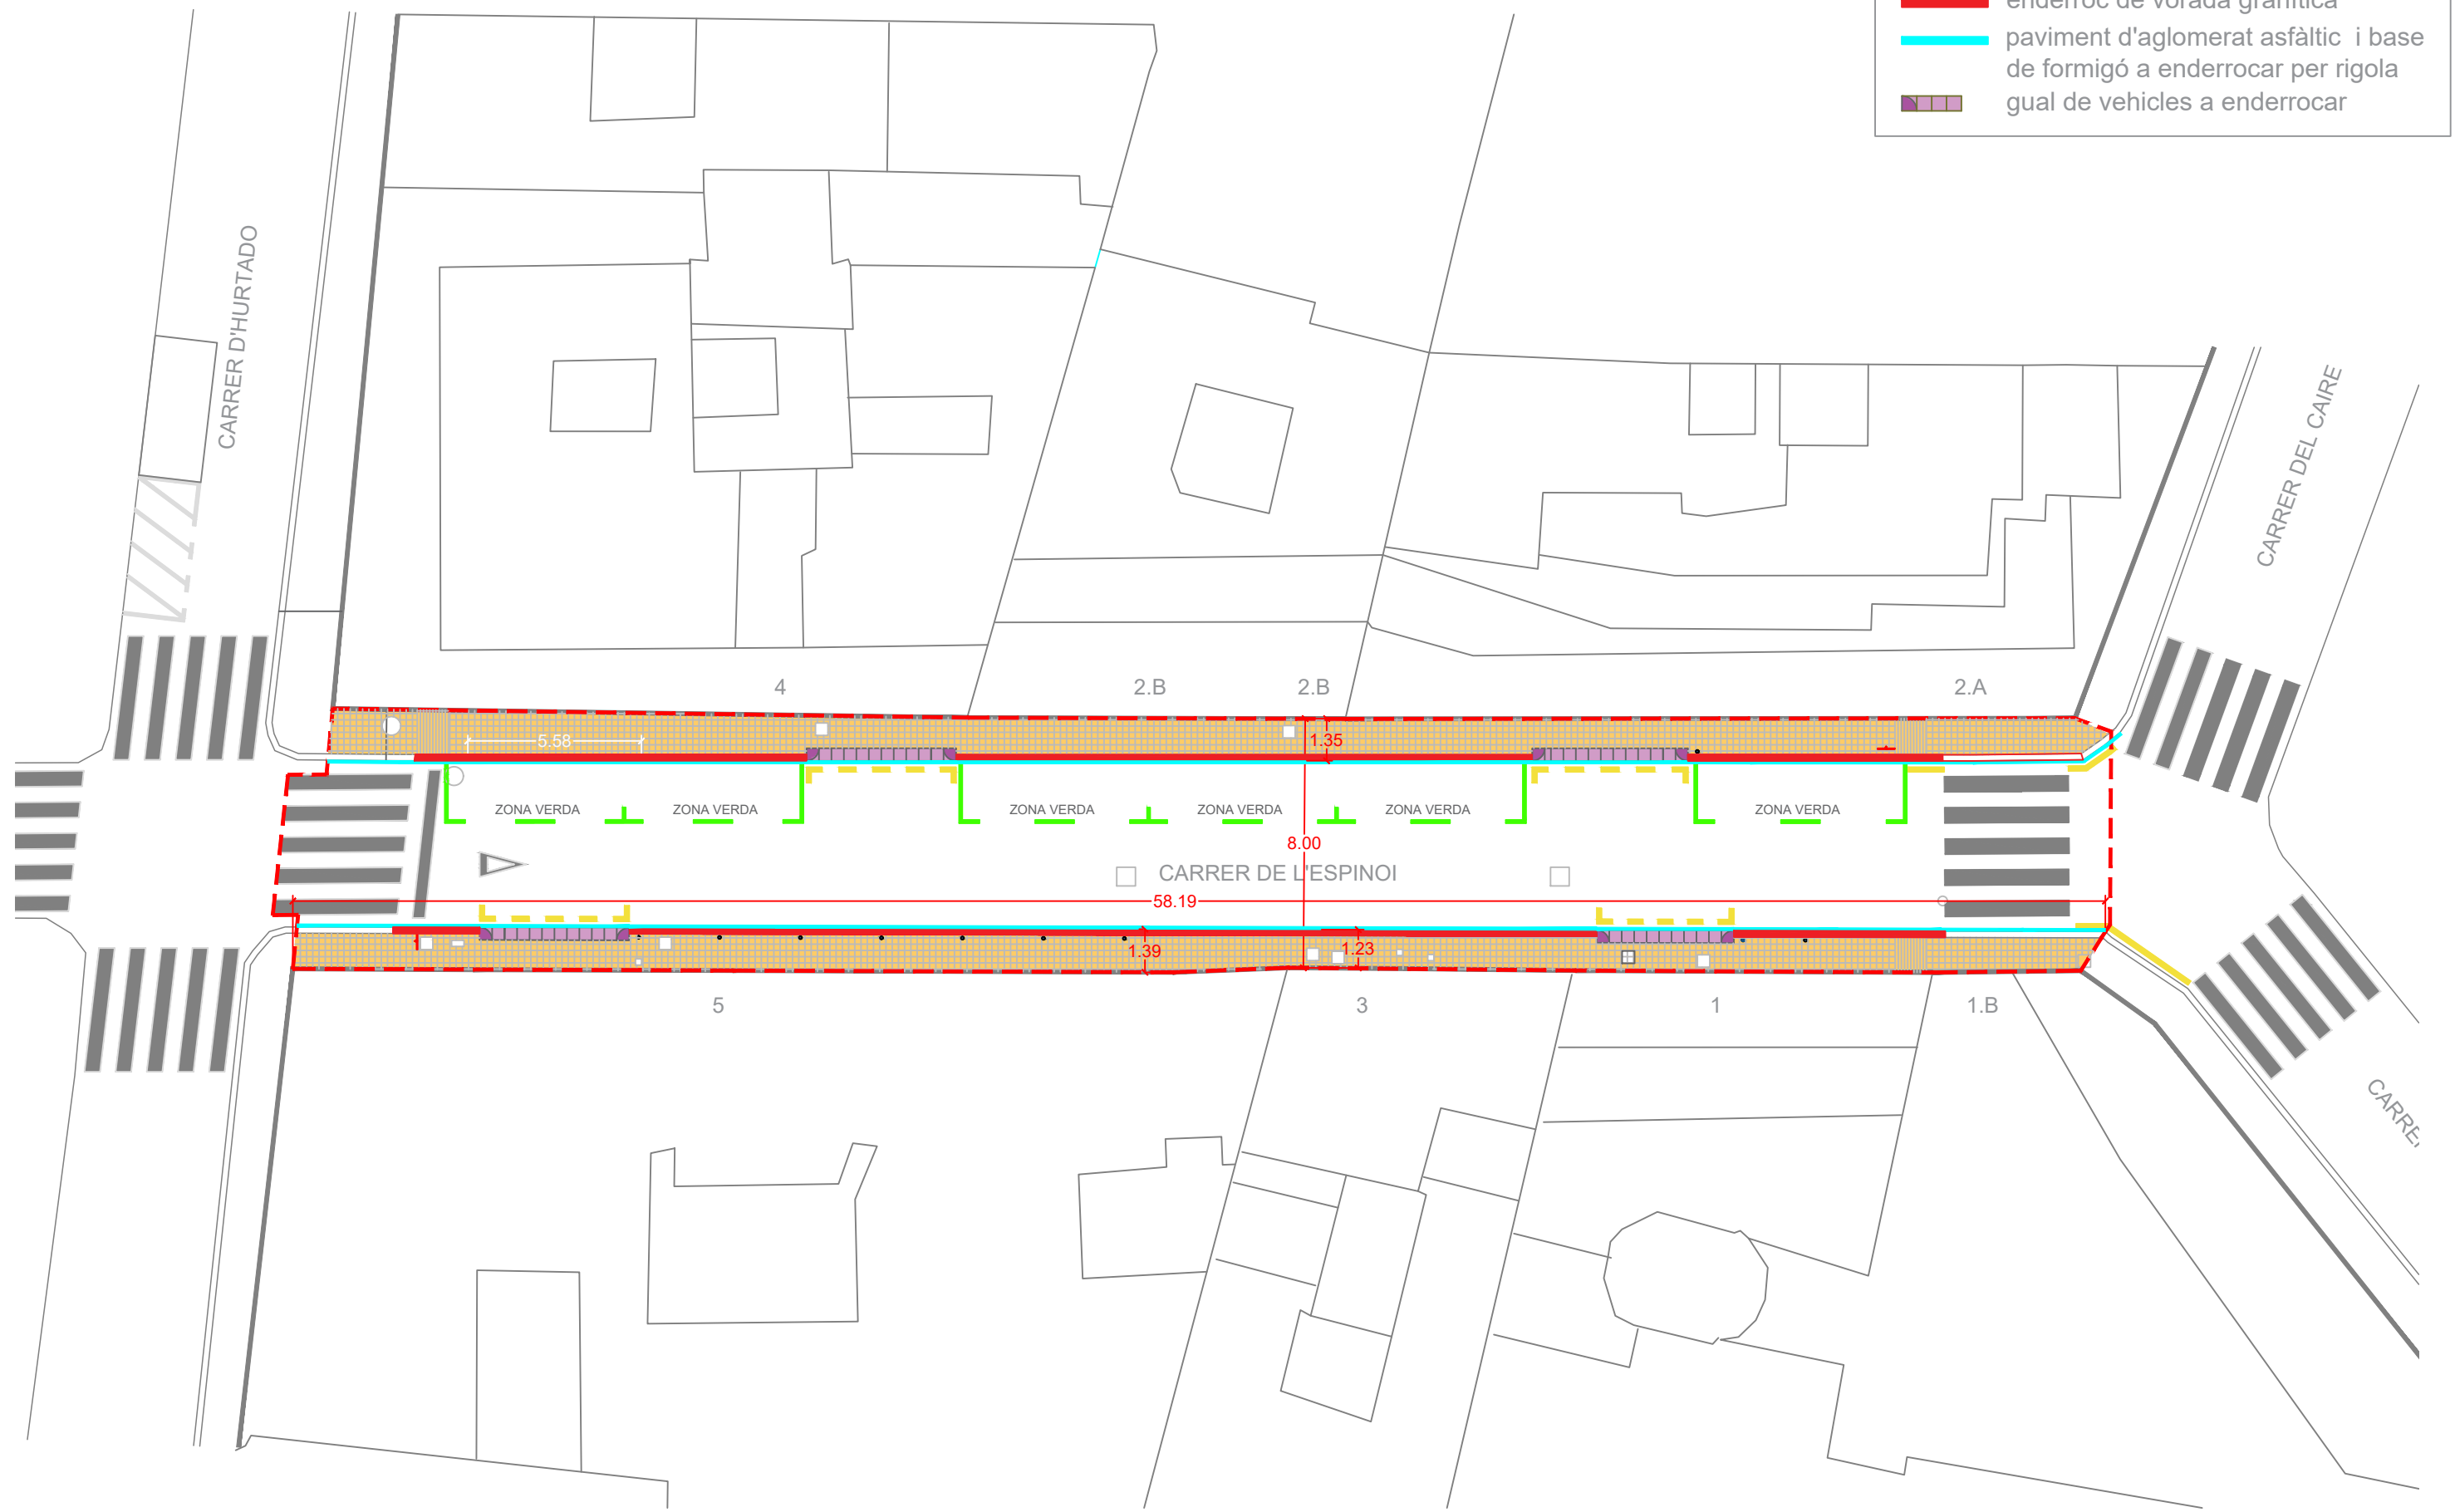 enderroc de vorada granítica
paviment d'aglomerat asfàltic i base
de formigó a enderrocar per rigola
gual de vehicles a enderrocar
CARRER D'HURTADO
CARRER DEL CAIRE
4
2.B
2.B
2.A
5.58
1.35
ZONA VERDA
ZONA VERDA
ZONA VERDA
ZONA VERDA
ZONA VERDA
ZONA VERDA
8.00
CARRER DE L'ESPINOI
58.19
1.39
1.23
5
3
1
1.B
CARRE